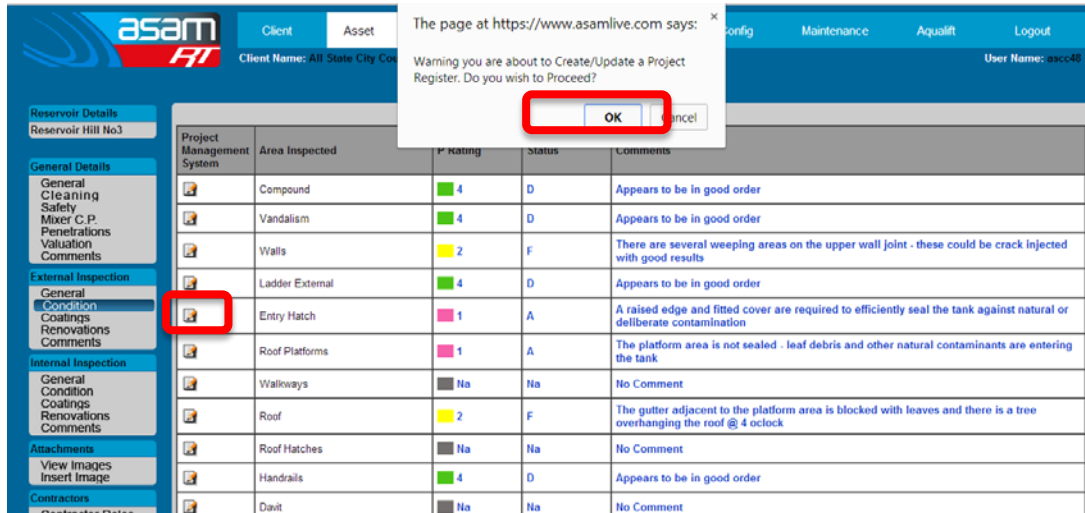 asam
RT
Client
Asset
onfig
Maintenance
Aqualift
Logout
Client Name: All State City Cou
User Name: ascc48
The page at https://www.asamlive.com says:
×
Warning you are about to Create/Update a Project
Register. Do you wish to Proceed?
OK
Cancel
Reservoir Details
Reservoir Hill No3
General Details
General
Cleaning
Safety
Mixer C.P.
Penetrations
Valuation
Comments
External Inspection
General
Condition
Coatings
Renovations
Comments
Internal Inspection
General
Condition
Coatings
Renovations
Comments
Attachments
View Images
Insert Image
Contractors
Project
Management
System
Area Inspected
P Rating
Status
Comments
Compound
4
D
Appears to be in good order
Vandalism
4
D
Appears to be in good order
Walls
2
F
There are several weeping areas on the upper wall joint - these could be crack injected
with good results
Ladder External
4
D
Appears to be in good order
Entry Hatch
1
A
A raised edge and fitted cover are required to efficiently seal the tank against natural or
deliberate contamination
Roof Platforms
1
A
The platform area is not sealed - leaf debris and other natural contaminants are entering
the tank
Walkways
Na
Na
No Comment
Roof
2
F
The gutter adjacent to the platform area is blocked with leaves and there is a tree
overhanging the roof @ 4 oclock
Roof Hatches
Na
Na
No Comment
Handrails
4
D
Appears to be in good order
Davit
Na
Na
No Comment